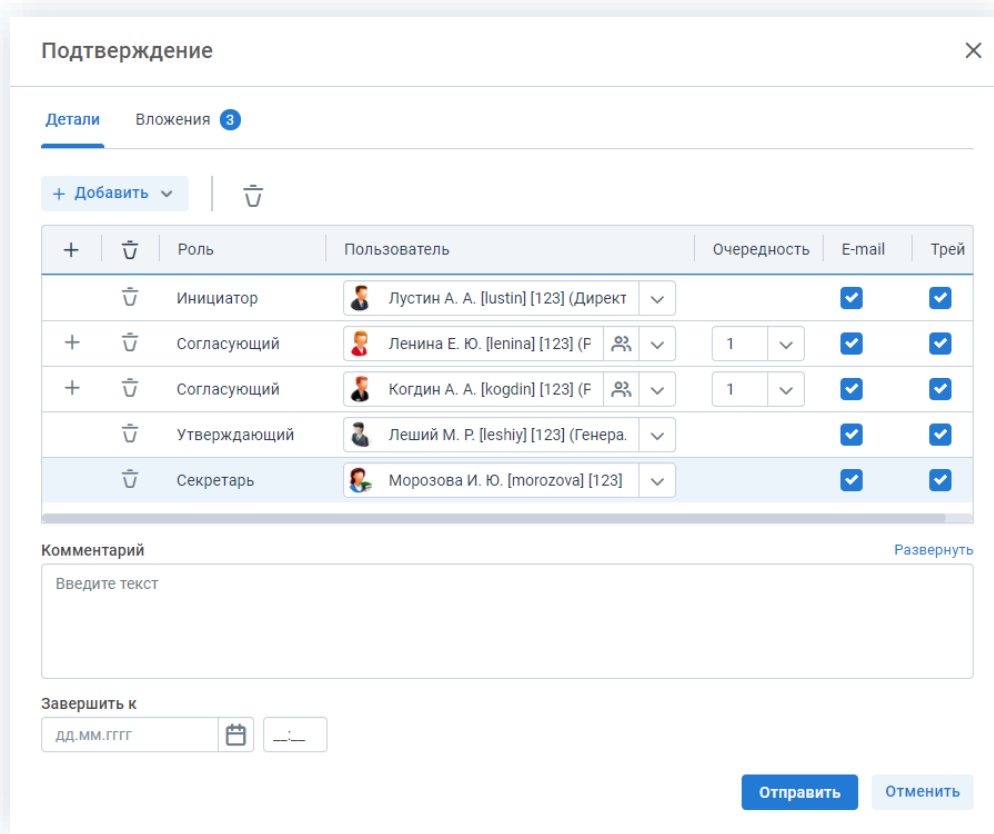 Подтверждение
Детали Вложения 3
+ Добавить
Роль Пользователь Очередность E-mail Трей
Инициатор Лустин А. А. [lustin] [123] (Директ
Согласующий Ленина Е. Ю. [lenina] [123] (Р 1
Согласующий Когдин А. А. [kogdin] [123] (Р 1
Утверждающий Леший М. Р. [leshiy] [123] (Генера.
Секретарь Морозова И. Ю. [morozova] [123]
Комментарий Развернуть
Введите текст
Завершить к
дд.мм.гггг __:__
Отправить Отменить